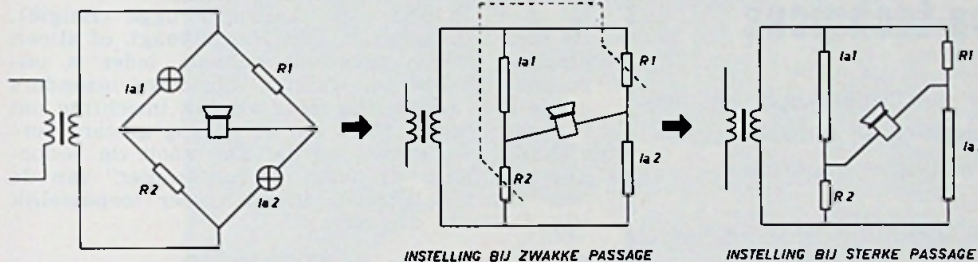 la1
R1
R2
la2
la1
R1
R2
la2
INSTELLING BIJ ZWAKKE PASSAGE
la1
R1
R2
la
INSTELLING BIJ STERKE PASSAGE